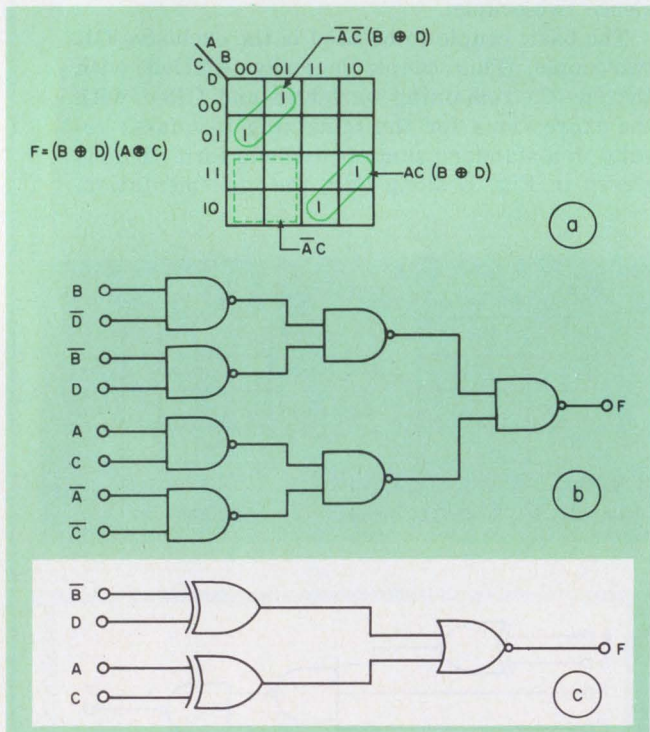 A̅ C̅ (B ⊕ D)
A
B
C
D
00 01 11 10
00
1
01
1
F = (B ⊕ D) (A ⊗ C)
11
1
AC (B ⊕ D)
10
1
A̅ C
a
B
D̅
B̅
D
F
A
C
b
A̅
C̅
B̅
D
F
A
C
c